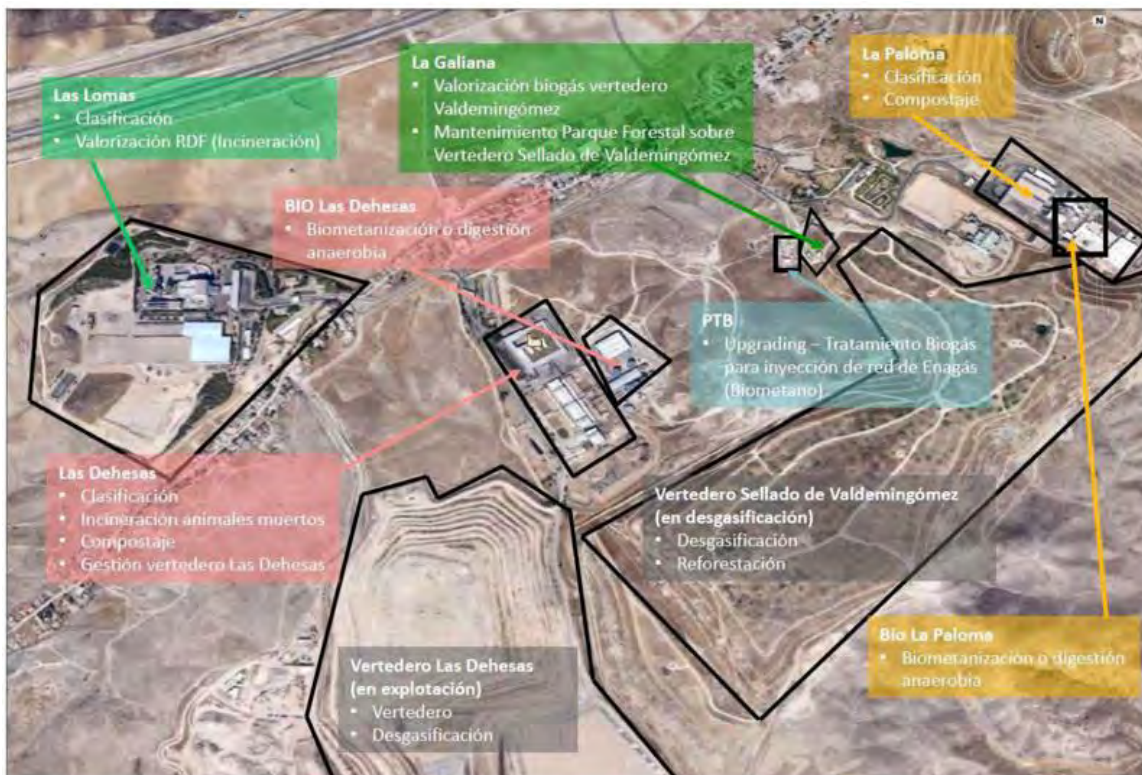 N
La Galiana
• Valorización biogás vertedero
Valdemingómez
• Mantenimiento Parque Forestal sobre
Vertedero Sellado de Valdemingómez
La Paloma
• Clasificación
• Compostaje
Las Lomas
• Clasificación
• Valorización RDF (Incineración)
BIO Las Dehesas
• Biometanización o digestión
anaerobia
PTB
• Upgrading – Tratamiento Biogás
para inyección de red de Enagás
(Biometano).
Las Dehesas
• Clasificación
• Incineración animales muertos
• Compostaje
• Gestión vertedero Las Dehesas
Vertedero Sellado de Valdemingómez
(en desgasificación)
• Desgasificación
• Reforestación
Vertedero Las Dehesas
(en explotación)
• Vertedero
• Desgasificación
Bío La Paloma
• Biometanización o digestión
anaerobia